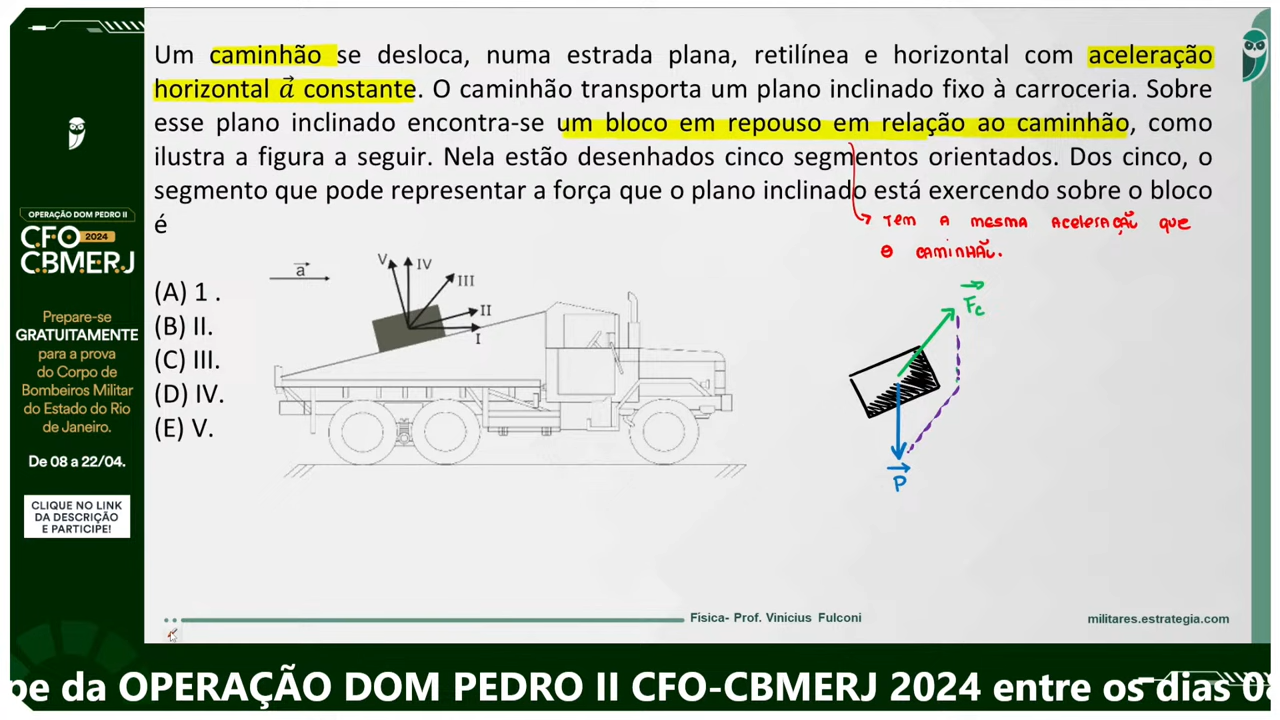 Um caminhão se desloca, numa estrada plana, retilínea e horizontal com aceleração
horizontal a⃗ constante. O caminhão transporta um plano inclinado fixo à carroceria. Sobre
esse plano inclinado encontra-se um bloco em repouso em relação ao caminhão, como
ilustra a figura a seguir. Nela estão desenhados cinco segmentos orientados. Dos cinco, o
segmento que pode representar a força que o plano inclinado está exercendo sobre o bloco
é
TEM A MESMA ACELERAÇÃO QUE
O CAMINHÃO.
(A) 1 .
(B) II.
(C) III.
(D) IV.
(E) V.
a⃗
V
IV
III
II
I
F⃗c
P⃗
OPERAÇÃO DOM PEDRO II
CFO 2024
CBMERJ
Prepare-se
GRATUITAMENTE
para a prova
do Corpo de
Bombeiros Militar
do Estado do Rio
de Janeiro.
De 08 a 22/04.
CLIQUE NO LINK
DA DESCRIÇÃO
E PARTICIPE!
Física- Prof. Vinicius Fulconi
militares.estrategia.com
pe da OPERAÇÃO DOM PEDRO II CFO-CBMERJ 2024 entre os dias 08